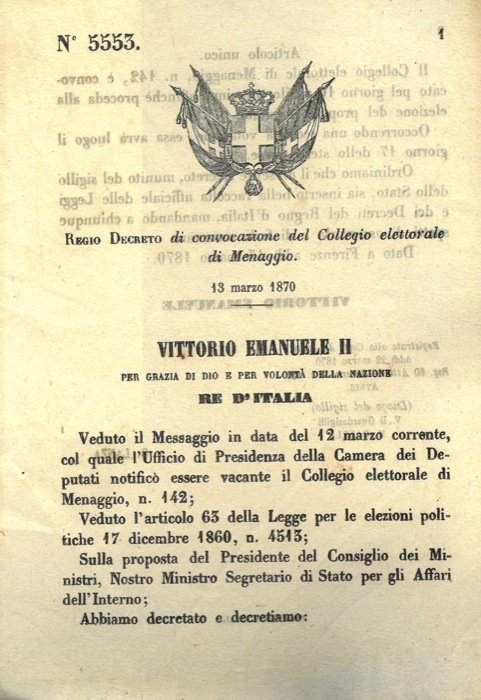 N° 5553.
1
REGIO DECRETO di convocazione del Collegio elettorale
di Menaggio.
13 marzo 1870
VITTORIO EMANUELE II
PER GRAZIA DI DIO E PER VOLONTÀ DELLA NAZIONE
RE D'ITALIA
Veduto il Messaggio in data del 12 marzo corrente,
col quale l'Ufficio di Presidenza della Camera dei De-
putati notificò essere vacante il Collegio elettorale di
Menaggio, n. 142;
Veduto l'articolo 63 della Legge per le elezioni poli-
tiche 17 dicembre 1860, n. 4513;
Sulla proposta del Presidente del Consiglio dei Mi-
nistri, Nostro Ministro Segretario di Stato per gli Affari
dell'Interno;
Abbiamo decretato e decretiamo: